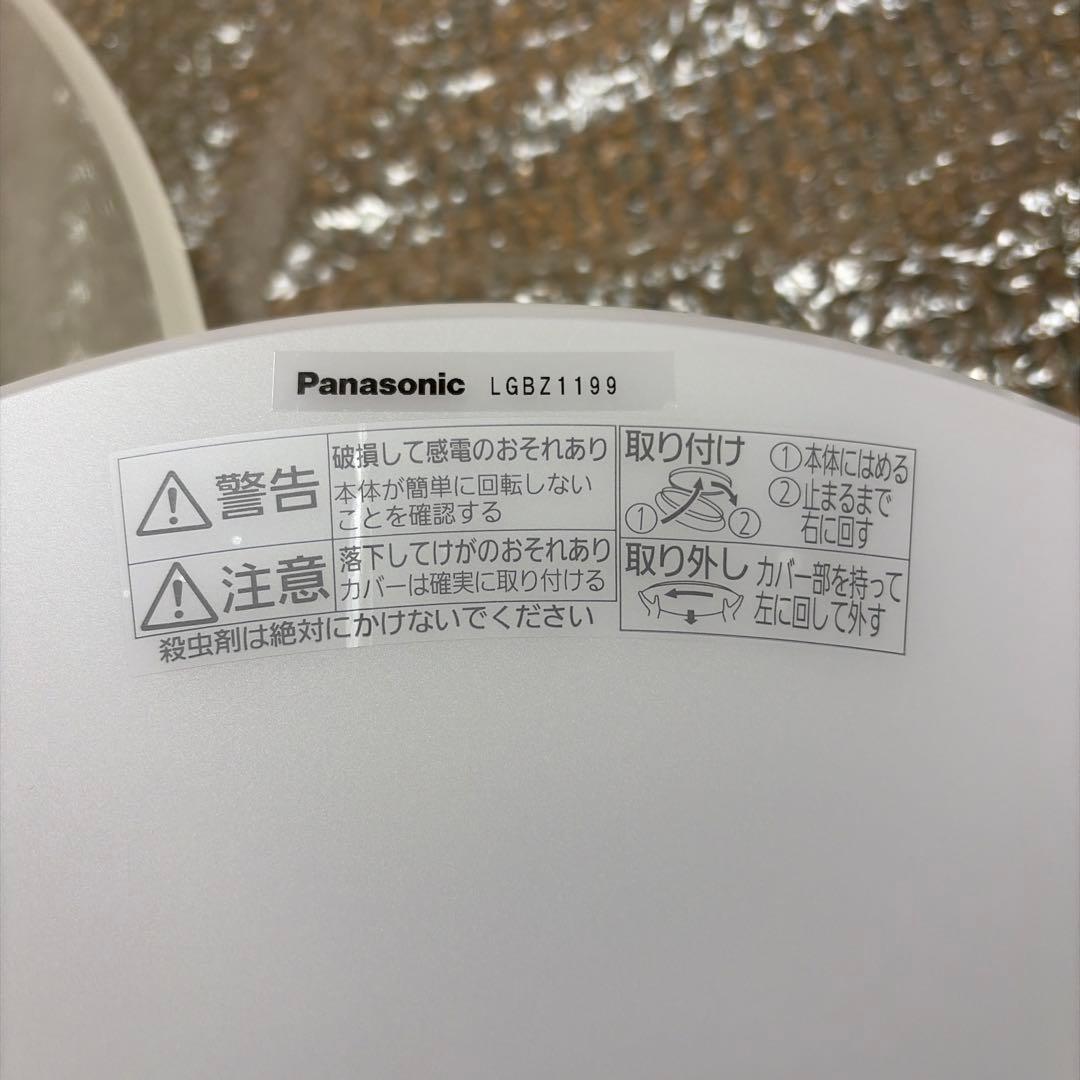 Panasonic LGBZ1199
警告
破損して感電のおそれあり
本体が簡単に回転しない
ことを確認する
注意
落下してけがのおそれあり
カバーは確実に取り付ける
殺虫剤は絶対にかけないでください
取り付け
①本体にはめる
②止まるまで
右に回す
① ②
取り外し
カバー部を持って
左に回して外す